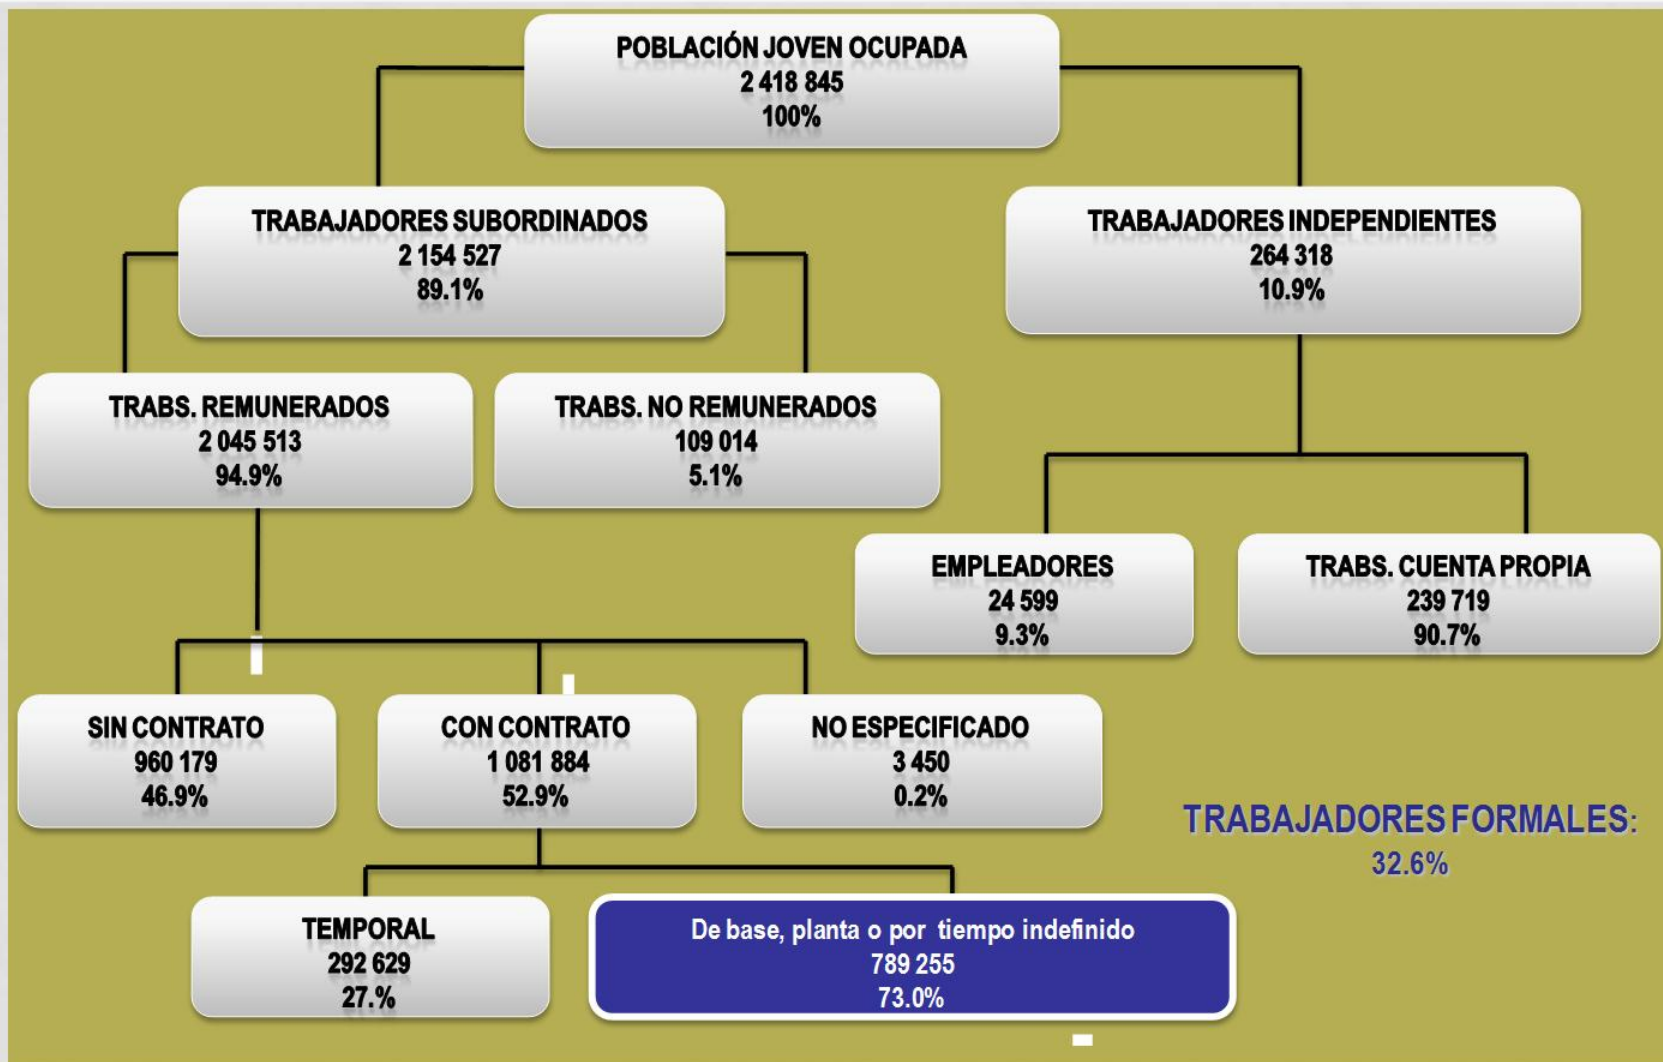 POBLACIÓN JOVEN OCUPADA
2 418 845
100%
TRABAJADORES SUBORDINADOS
2 154 527
89.1%
TRABAJADORES INDEPENDIENTES
264 318
10.9%
TRABS. REMUNERADOS
2 045 513
94.9%
TRABS. NO REMUNERADOS
109 014
5.1%
EMPLEADORES
24 599
9.3%
TRABS. CUENTA PROPIA
239 719
90.7%
SIN CONTRATO
960 179
46.9%
CON CONTRATO
1 081 884
52.9%
NO ESPECIFICADO
3 450
0.2%
TRABAJADORES FORMALES:
32.6%
TEMPORAL
292 629
27.%
De base, planta o por tiempo indefinido
789 255
73.0%